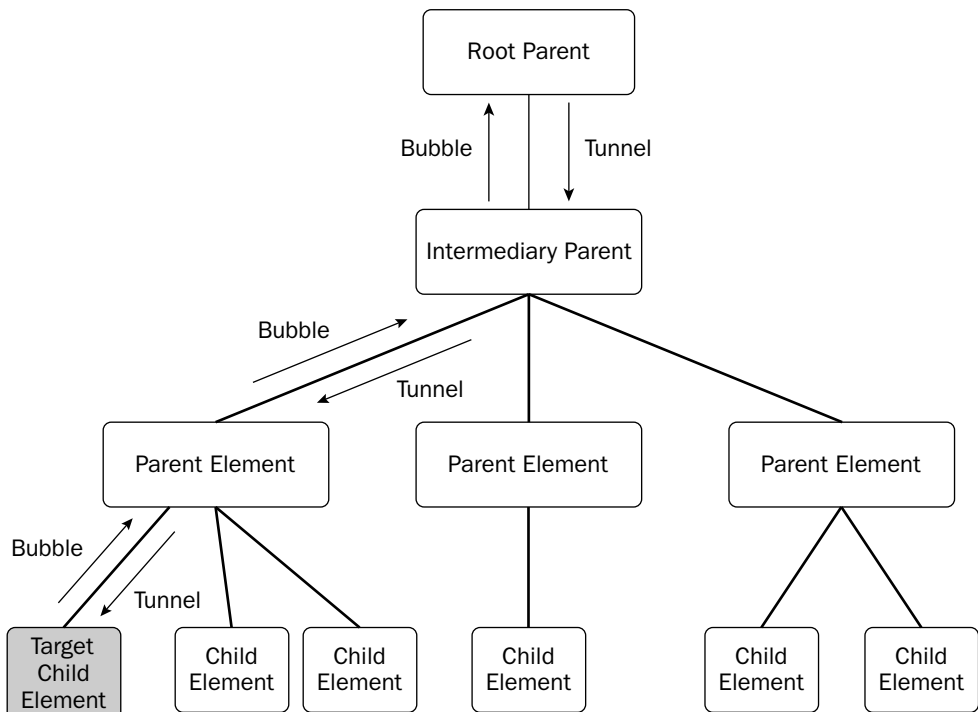 Root Parent
Bubble
Tunnel
Intermediary Parent
Bubble
Tunnel
Parent Element
Parent Element
Parent Element
Bubble
Tunnel
Target
Child
Element
Child
Element
Child
Element
Child
Element
Child
Element
Child
Element